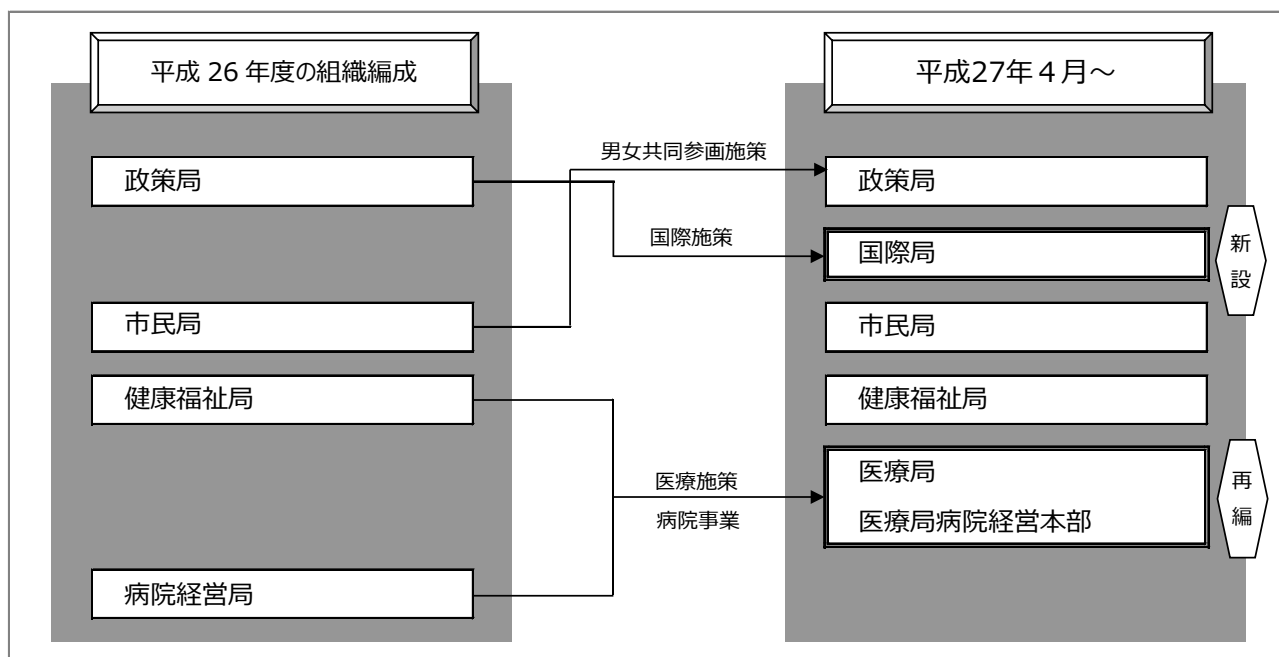 平成 26 年度の組織編成
政策局
市民局
健康福祉局
病院経営局
男女共同参画施策
国際施策
医療施策
病院事業
平成27年４月～
政策局
国際局
市民局
健康福祉局
医療局
医療局病院経営本部
新設
再編